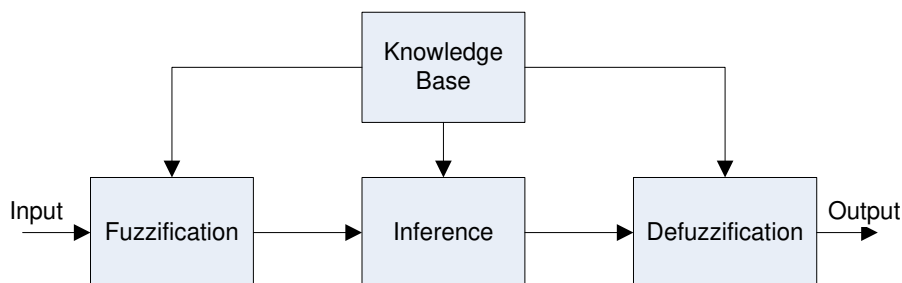 Knowledge
Base
Input
Fuzzification
Inference
Defuzzification
Output